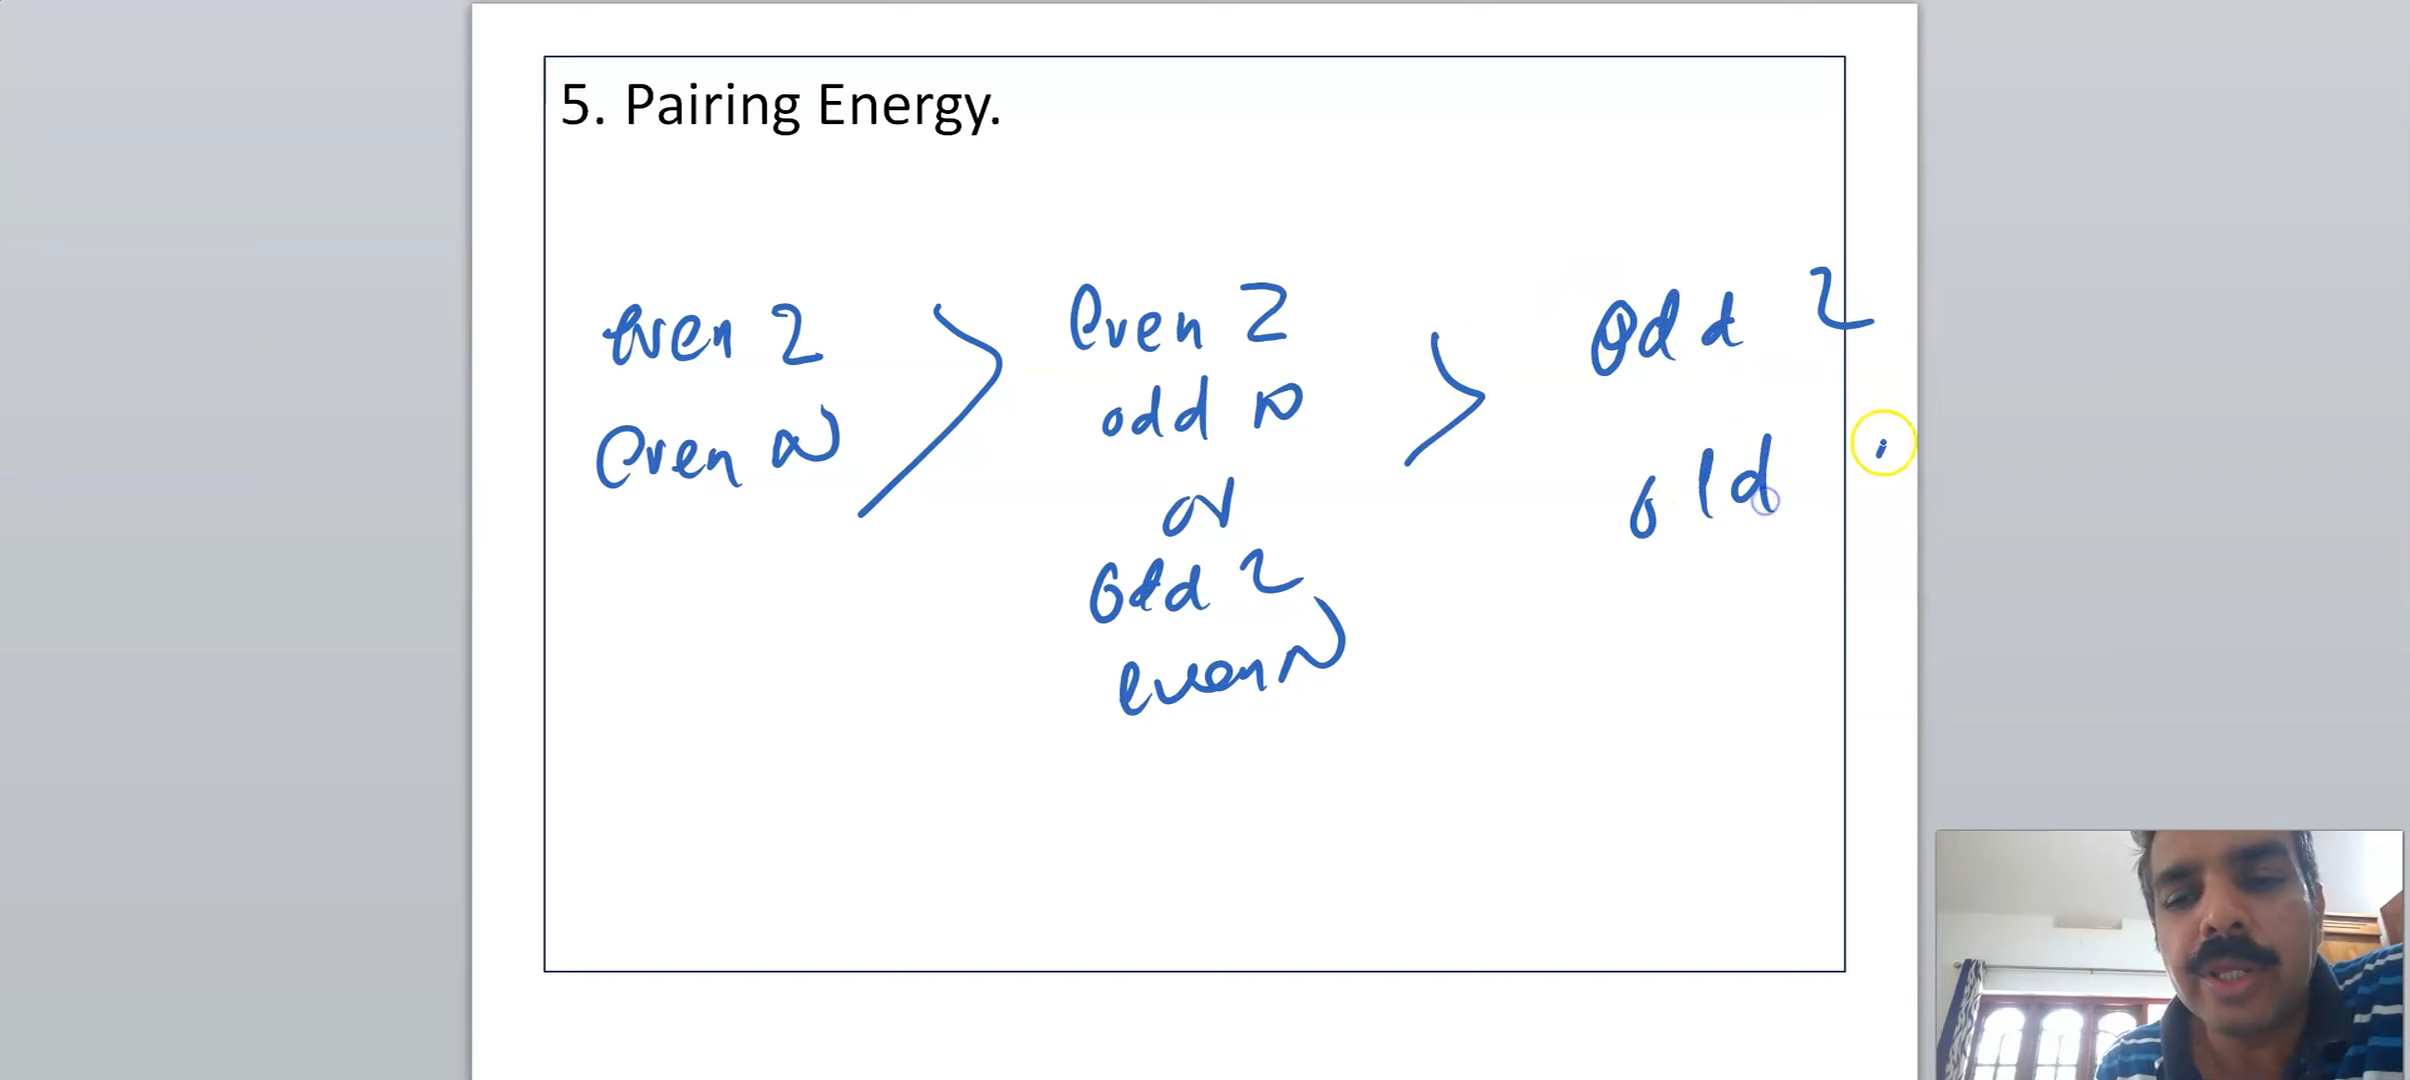 5. Pairing Energy.
even Z
even N
>
even Z
odd N
or
odd Z
even N
>
odd Z
odd